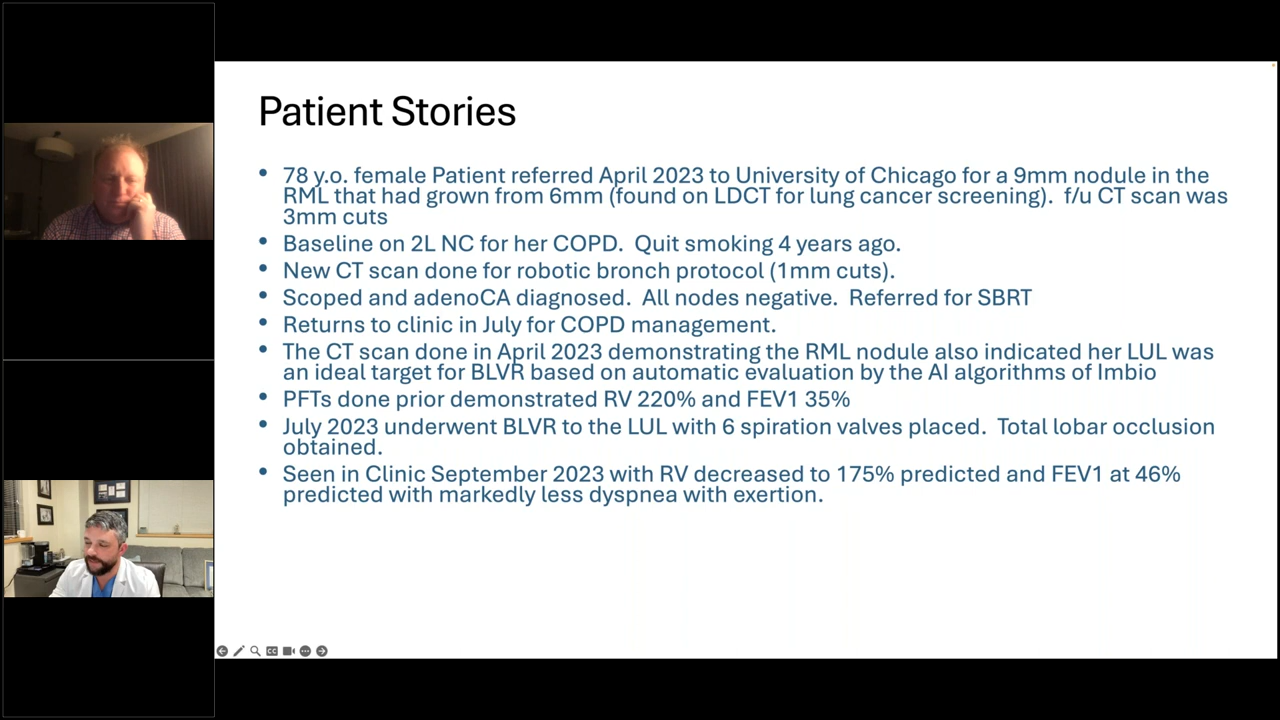 Patient Stories
• 78 y.o. female Patient referred April 2023 to University of Chicago for a 9mm nodule in the
RML that had grown from 6mm (found on LDCT for lung cancer screening).  f/u CT scan was
3mm cuts
• Baseline on 2L NC for her COPD.  Quit smoking 4 years ago.
• New CT scan done for robotic bronch protocol (1mm cuts).
• Scoped and adenoCA diagnosed.  All nodes negative.  Referred for SBRT
• Returns to clinic in July for COPD management.
• The CT scan done in April 2023 demonstrating the RML nodule also indicated her LUL was
an ideal target for BLVR based on automatic evaluation by the AI algorithms of Imbio
• PFTs done prior demonstrated RV 220% and FEV1 35%
• July 2023 underwent BLVR to the LUL with 6 spiration valves placed.  Total lobar occlusion
obtained.
• Seen in Clinic September 2023 with RV decreased to 175% predicted and FEV1 at 46%
predicted with markedly less dyspnea with exertion.